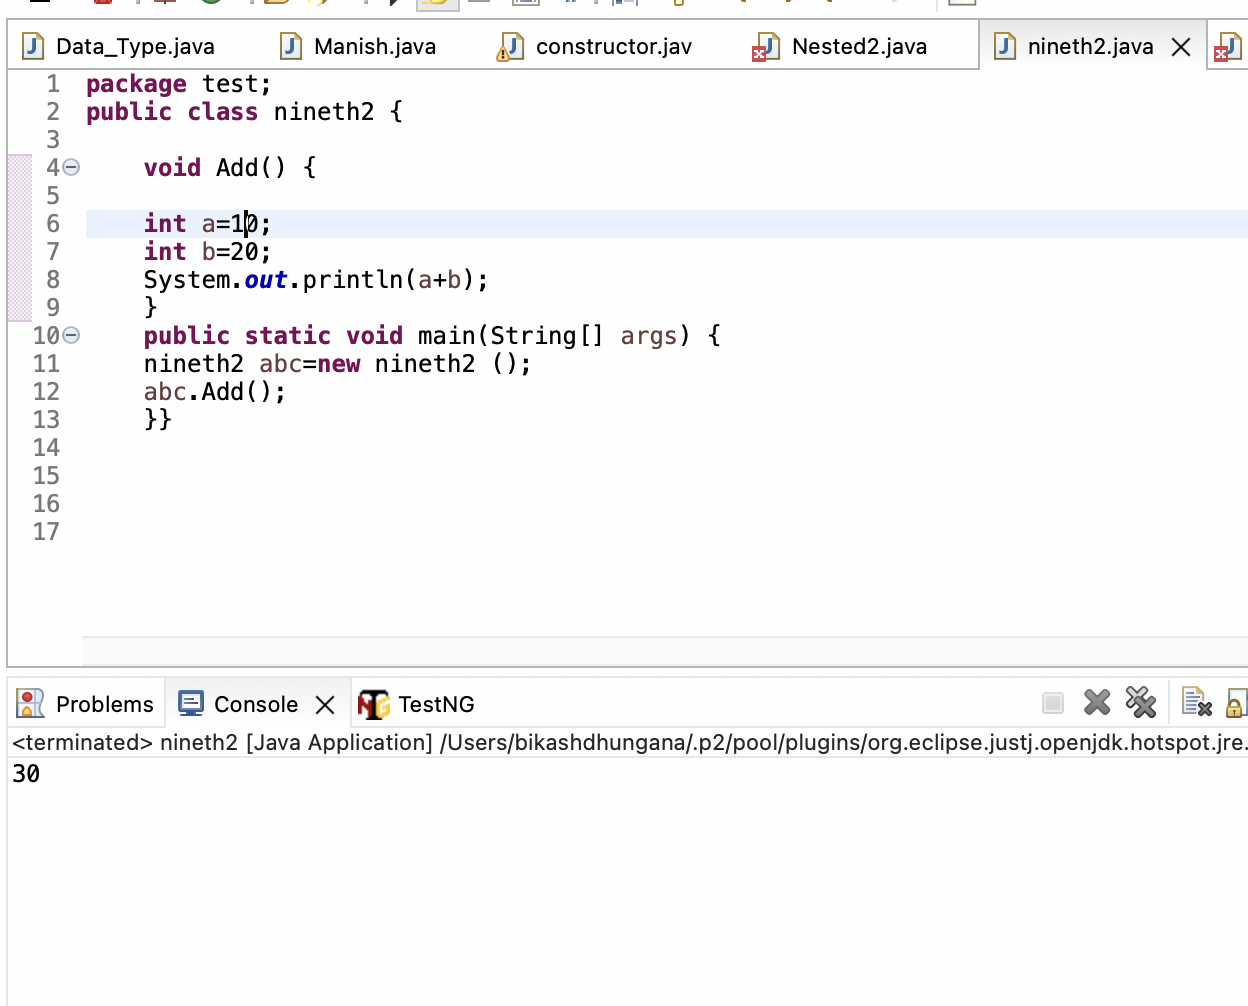 Data_Type.java Manish.java constructor.jav Nested2.java nineth2.java
1 package test;
2 public class nineth2 {
3
4 void Add() {
5
6 int a=10;
7 int b=20;
8 System.out.println(a+b);
9 }
10 public static void main(String[] args) {
11 nineth2 abc=new nineth2 ();
12 abc.Add();
13 }}
14
15
16
17
Problems Console TestNG
<terminated> nineth2 [Java Application] /Users/bikashdhungana/.p2/pool/plugins/org.eclipse.justj.openjdk.hotspot.jre.
30